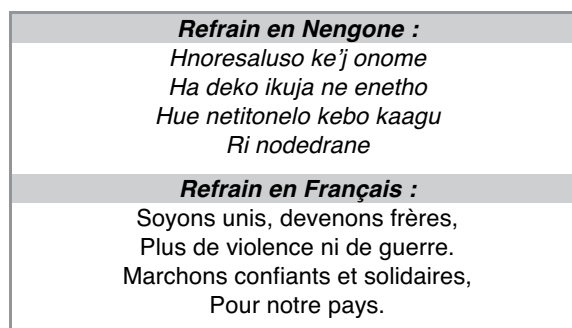 Refrain en Nengone :
Hnoresaluso ke’j onome
Ha deko ikuja ne enetho
Hue netitonelo kebo kaagu
Ri nodedrane
Refrain en Français :
Soyons unis, devenons frères,
Plus de violence ni de guerre.
Marchons confiants et solidaires,
Pour notre pays.